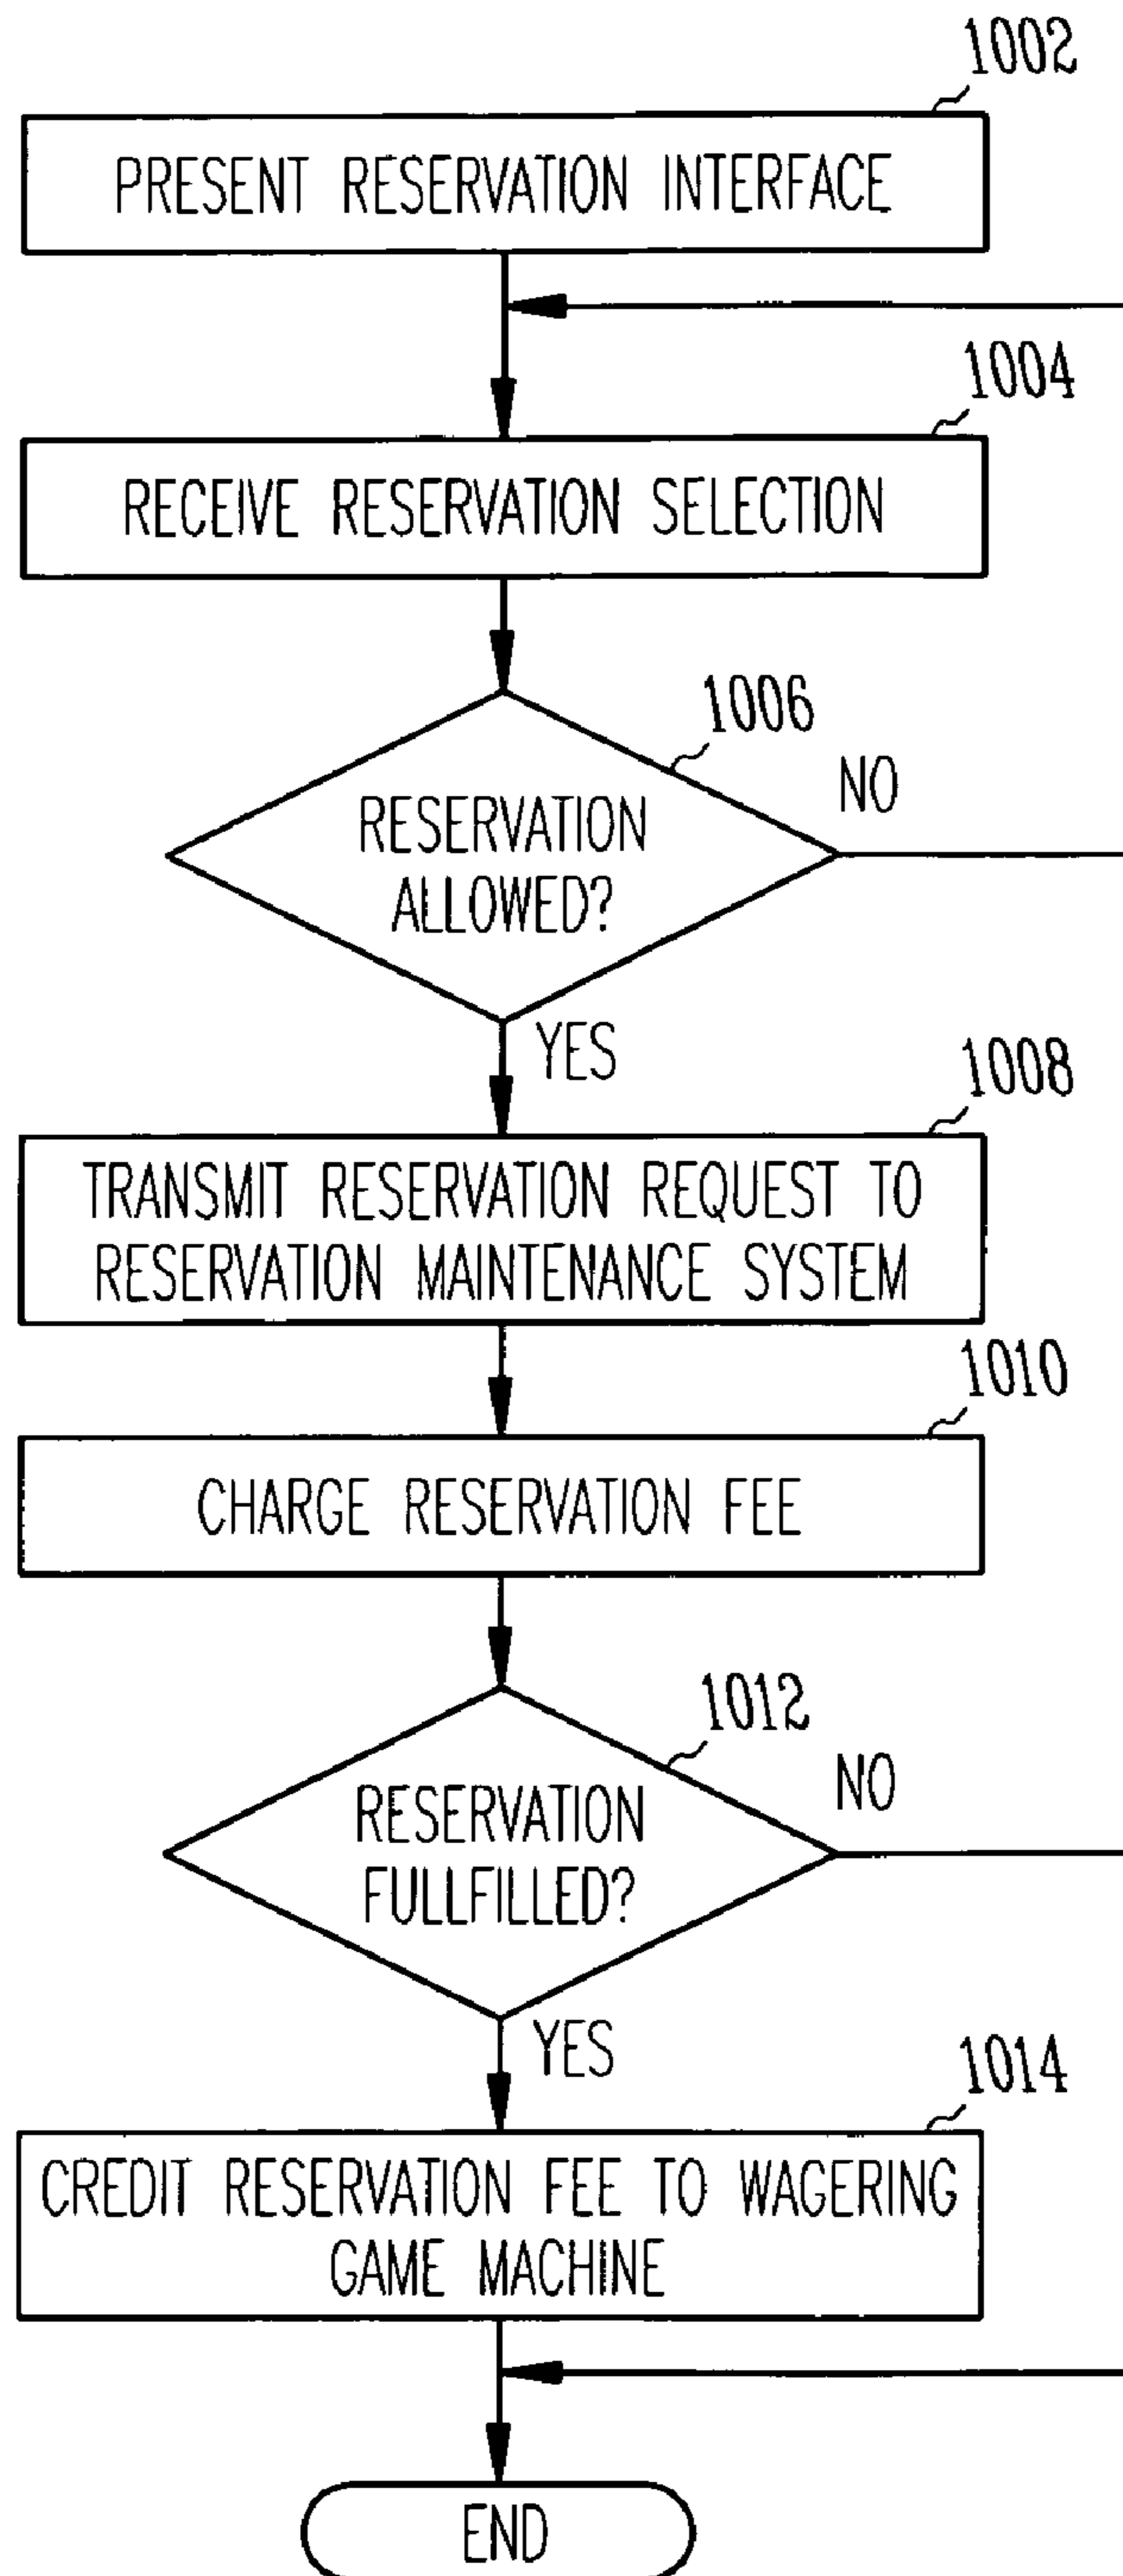 1002
PRESENT RESERVATION INTERFACE
1004
RECEIVE RESERVATION SELECTION
1006
NO
RESERVATION
ALLOWED?
YES
1008
TRANSMIT RESERVATION REQUEST TO
RESERVATION MAINTENANCE SYSTEM
1010
CHARGE RESERVATION FEE
1012
NO
RESERVATION
FULLFILLED?
YES
1014
CREDIT RESERVATION FEE TO WAGERING
GAME MACHINE
END